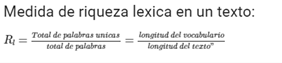 Medida de riqueza lexica en un texto:
R_l = Total de palabras unicas / total de palabras = longitud del vocabulario / longitud del texto"